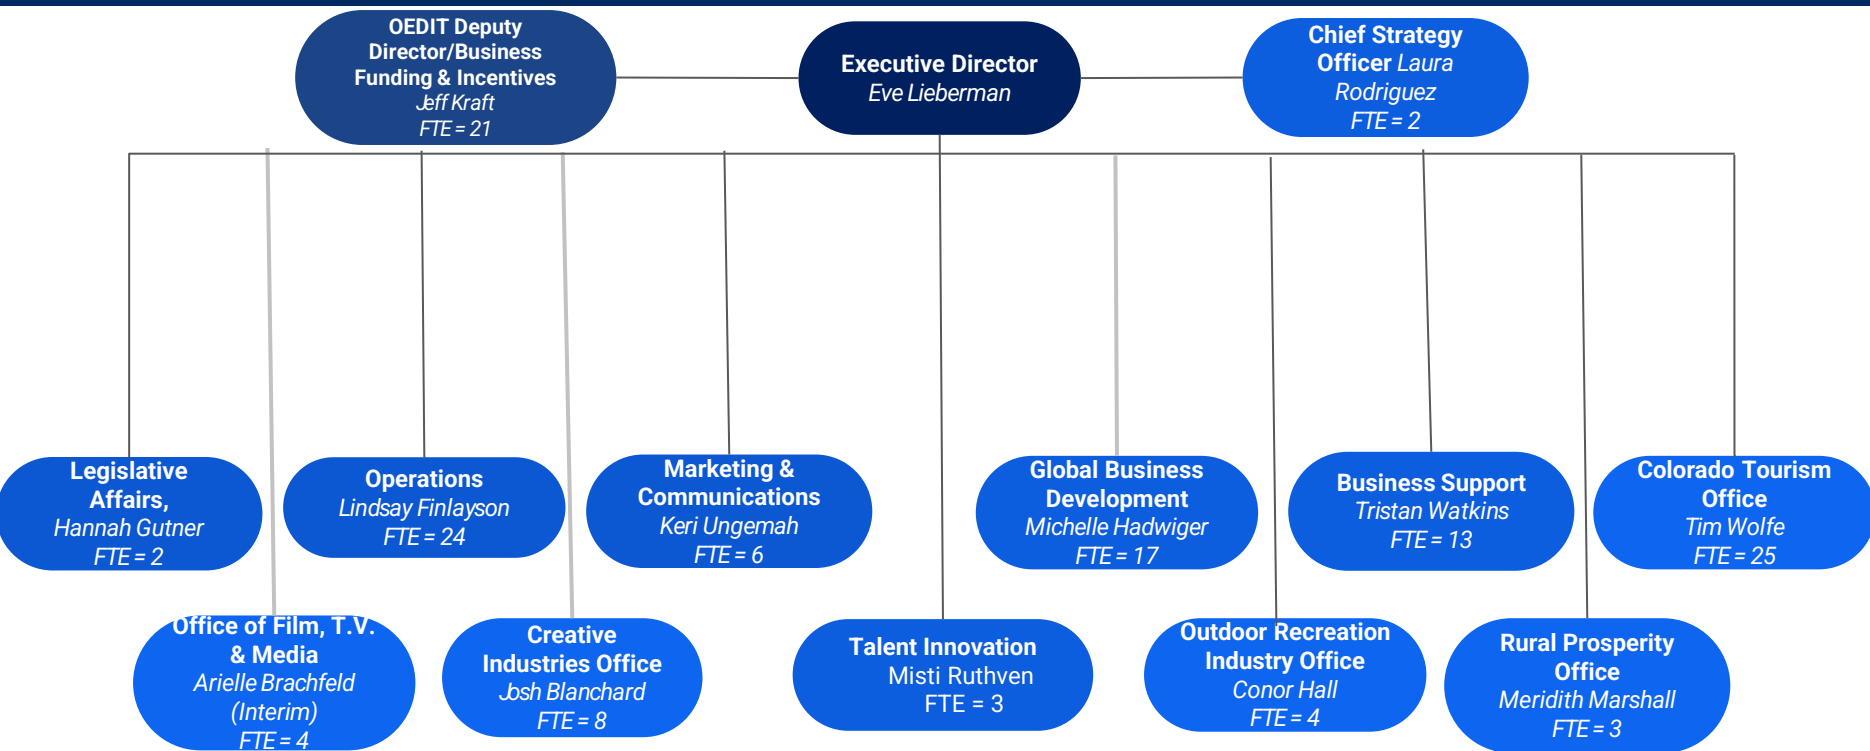 OEDIT Deputy
Director/Business
Funding & Incentives
Jeff Kraft
FTE = 21
Executive Director
Eve Lieberman
Chief Strategy
Officer Laura
Rodriguez
FTE = 2
Legislative
Affairs,
Hannah Gutner
FTE = 2
Operations
Lindsay Finlayson
FTE = 24
Marketing &
Communications
Keri Ungemah
FTE = 6
Global Business
Development
Michelle Hadwiger
FTE = 17
Business Support
Tristan Watkins
FTE = 13
Colorado Tourism
Office
Tim Wolfe
FTE = 25
Office of Film, T.V.
& Media
Arielle Brachfeld
(Interim)
FTE = 4
Creative
Industries Office
Josh Blanchard
FTE = 8
Talent Innovation
Misti Ruthven
FTE = 3
Outdoor Recreation
Industry Office
Conor Hall
FTE = 4
Rural Prosperity
Office
Meridith Marshall
FTE = 3